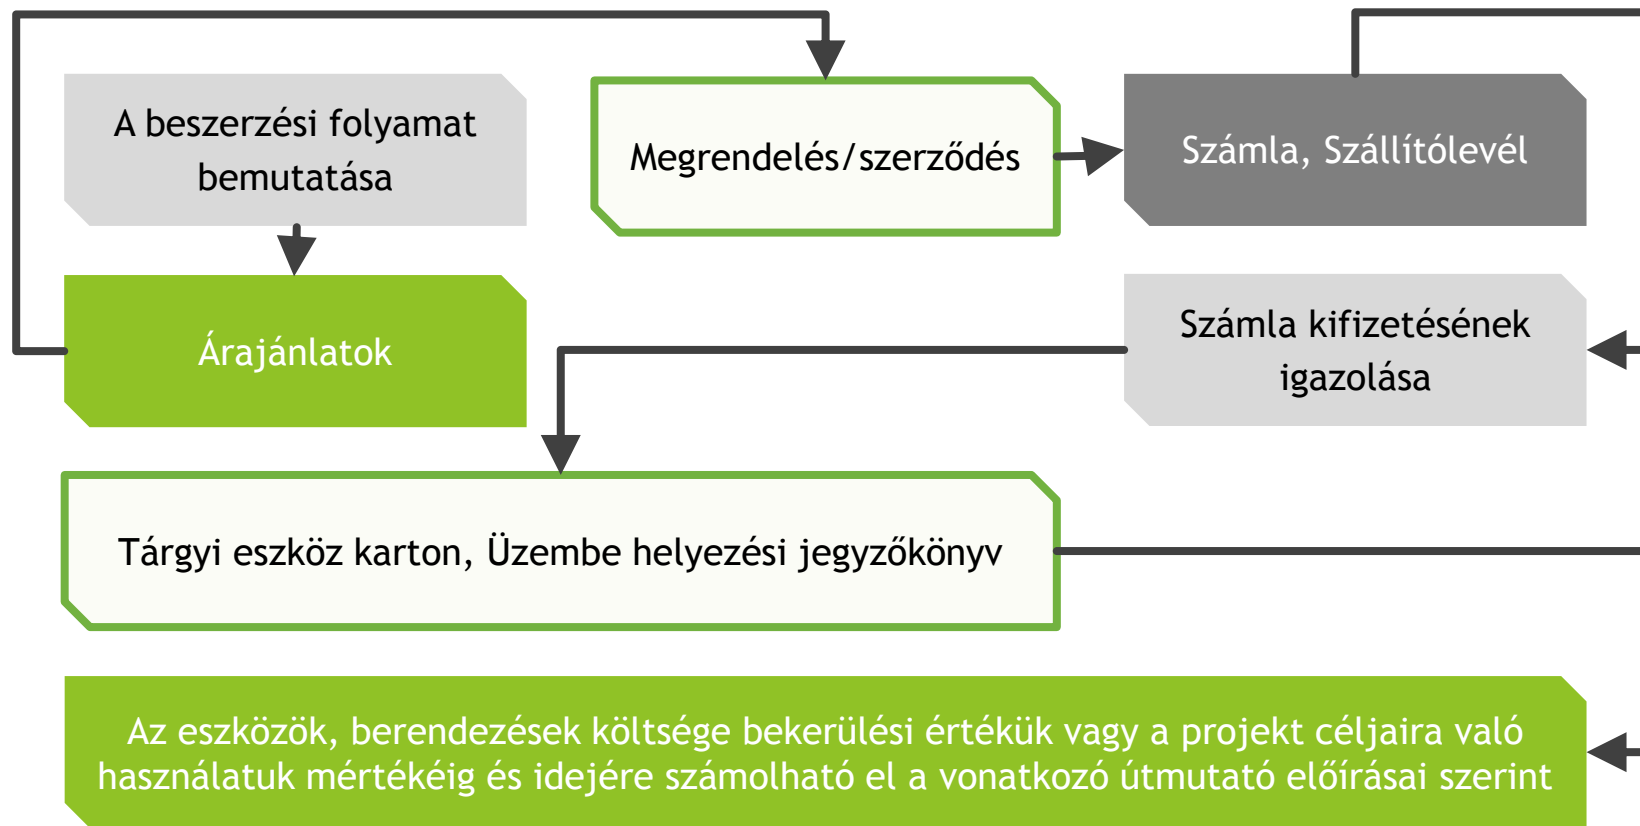 A beszerzési folyamat
bemutatása
Árajánlatok
Megrendelés/szerződés
Számla, Szállítólevél
Számla kifizetésének
igazolása
Tárgyi eszköz karton, Üzembe helyezési jegyzőkönyv
Az eszközök, berendezések költsége bekerülési értékük vagy a projekt céljaira való
használatuk mértékéig és idejére számolható el a vonatkozó útmutató előírásai szerint